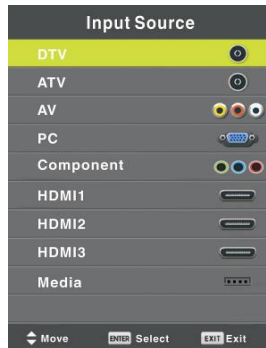 Input Source
DTV
ATV
AV
PC
Component
HDMI1
HDMI2
HDMI3
Media
Move ENTER Select EXIT Exit